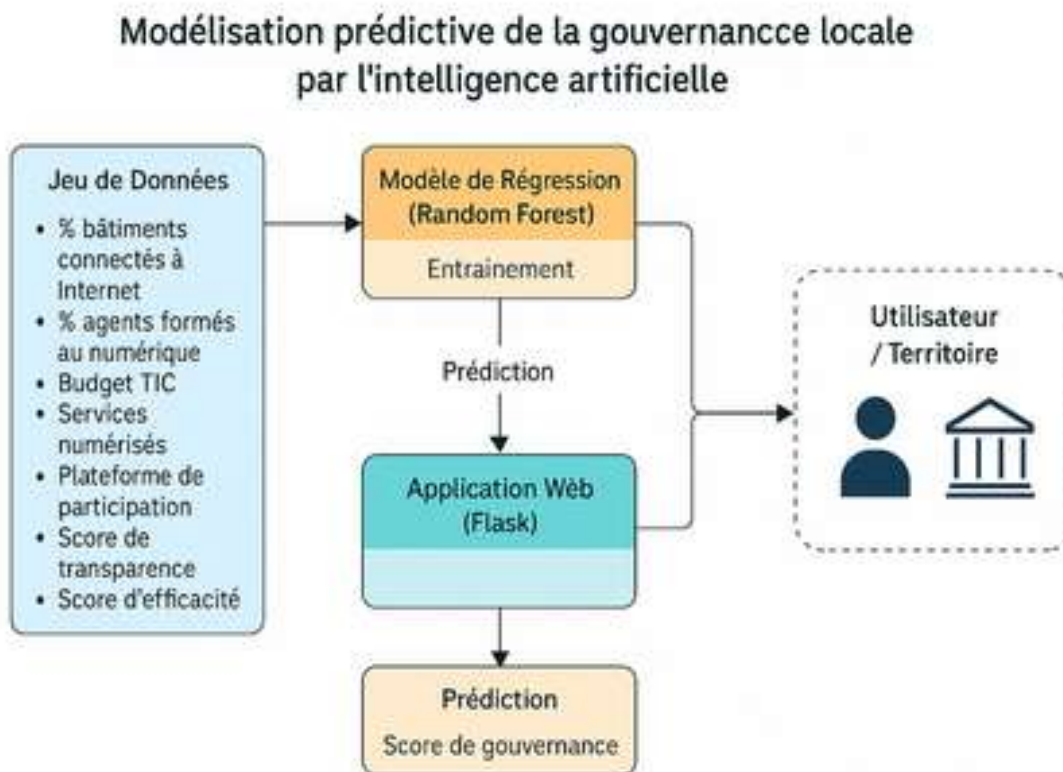 Modélisation prédictive de la gouvernancce locale
par l'intelligence artificielle
Jeu de Données
• % bâtiments
connectés à
Internet
• % agents formés
au numérique
• Budget TIC
• Services
numérisés
• Plateforme de
participation
• Score de
transparence
• Score d'efficacité
Modèle de Régression
(Random Forest)
Entrainement
Prédiction
Application Wèb
(Flask)
Prédiction
Score de gouvernance
Utilisateur
/ Territoire